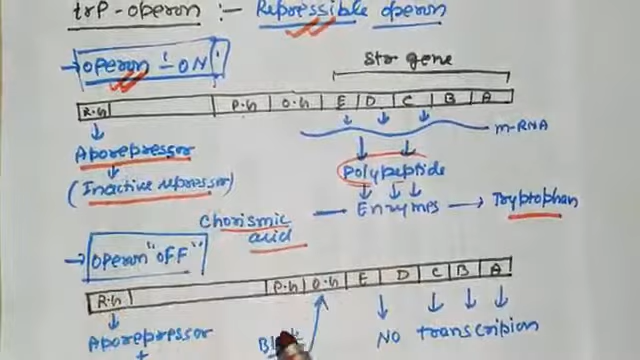 trP-operon :- Repressible operon
→ operon 'ON'
Str gene
R.G P.G O.G E D C B A
m-RNA
Aporepressor
(Inactive repressor)
polypeptide
Chorismic acid — Enzymes → Tryptophan
→ operon "OFF"
R.G P.G O.G E D C B A
Aporepressor
+
No transcription